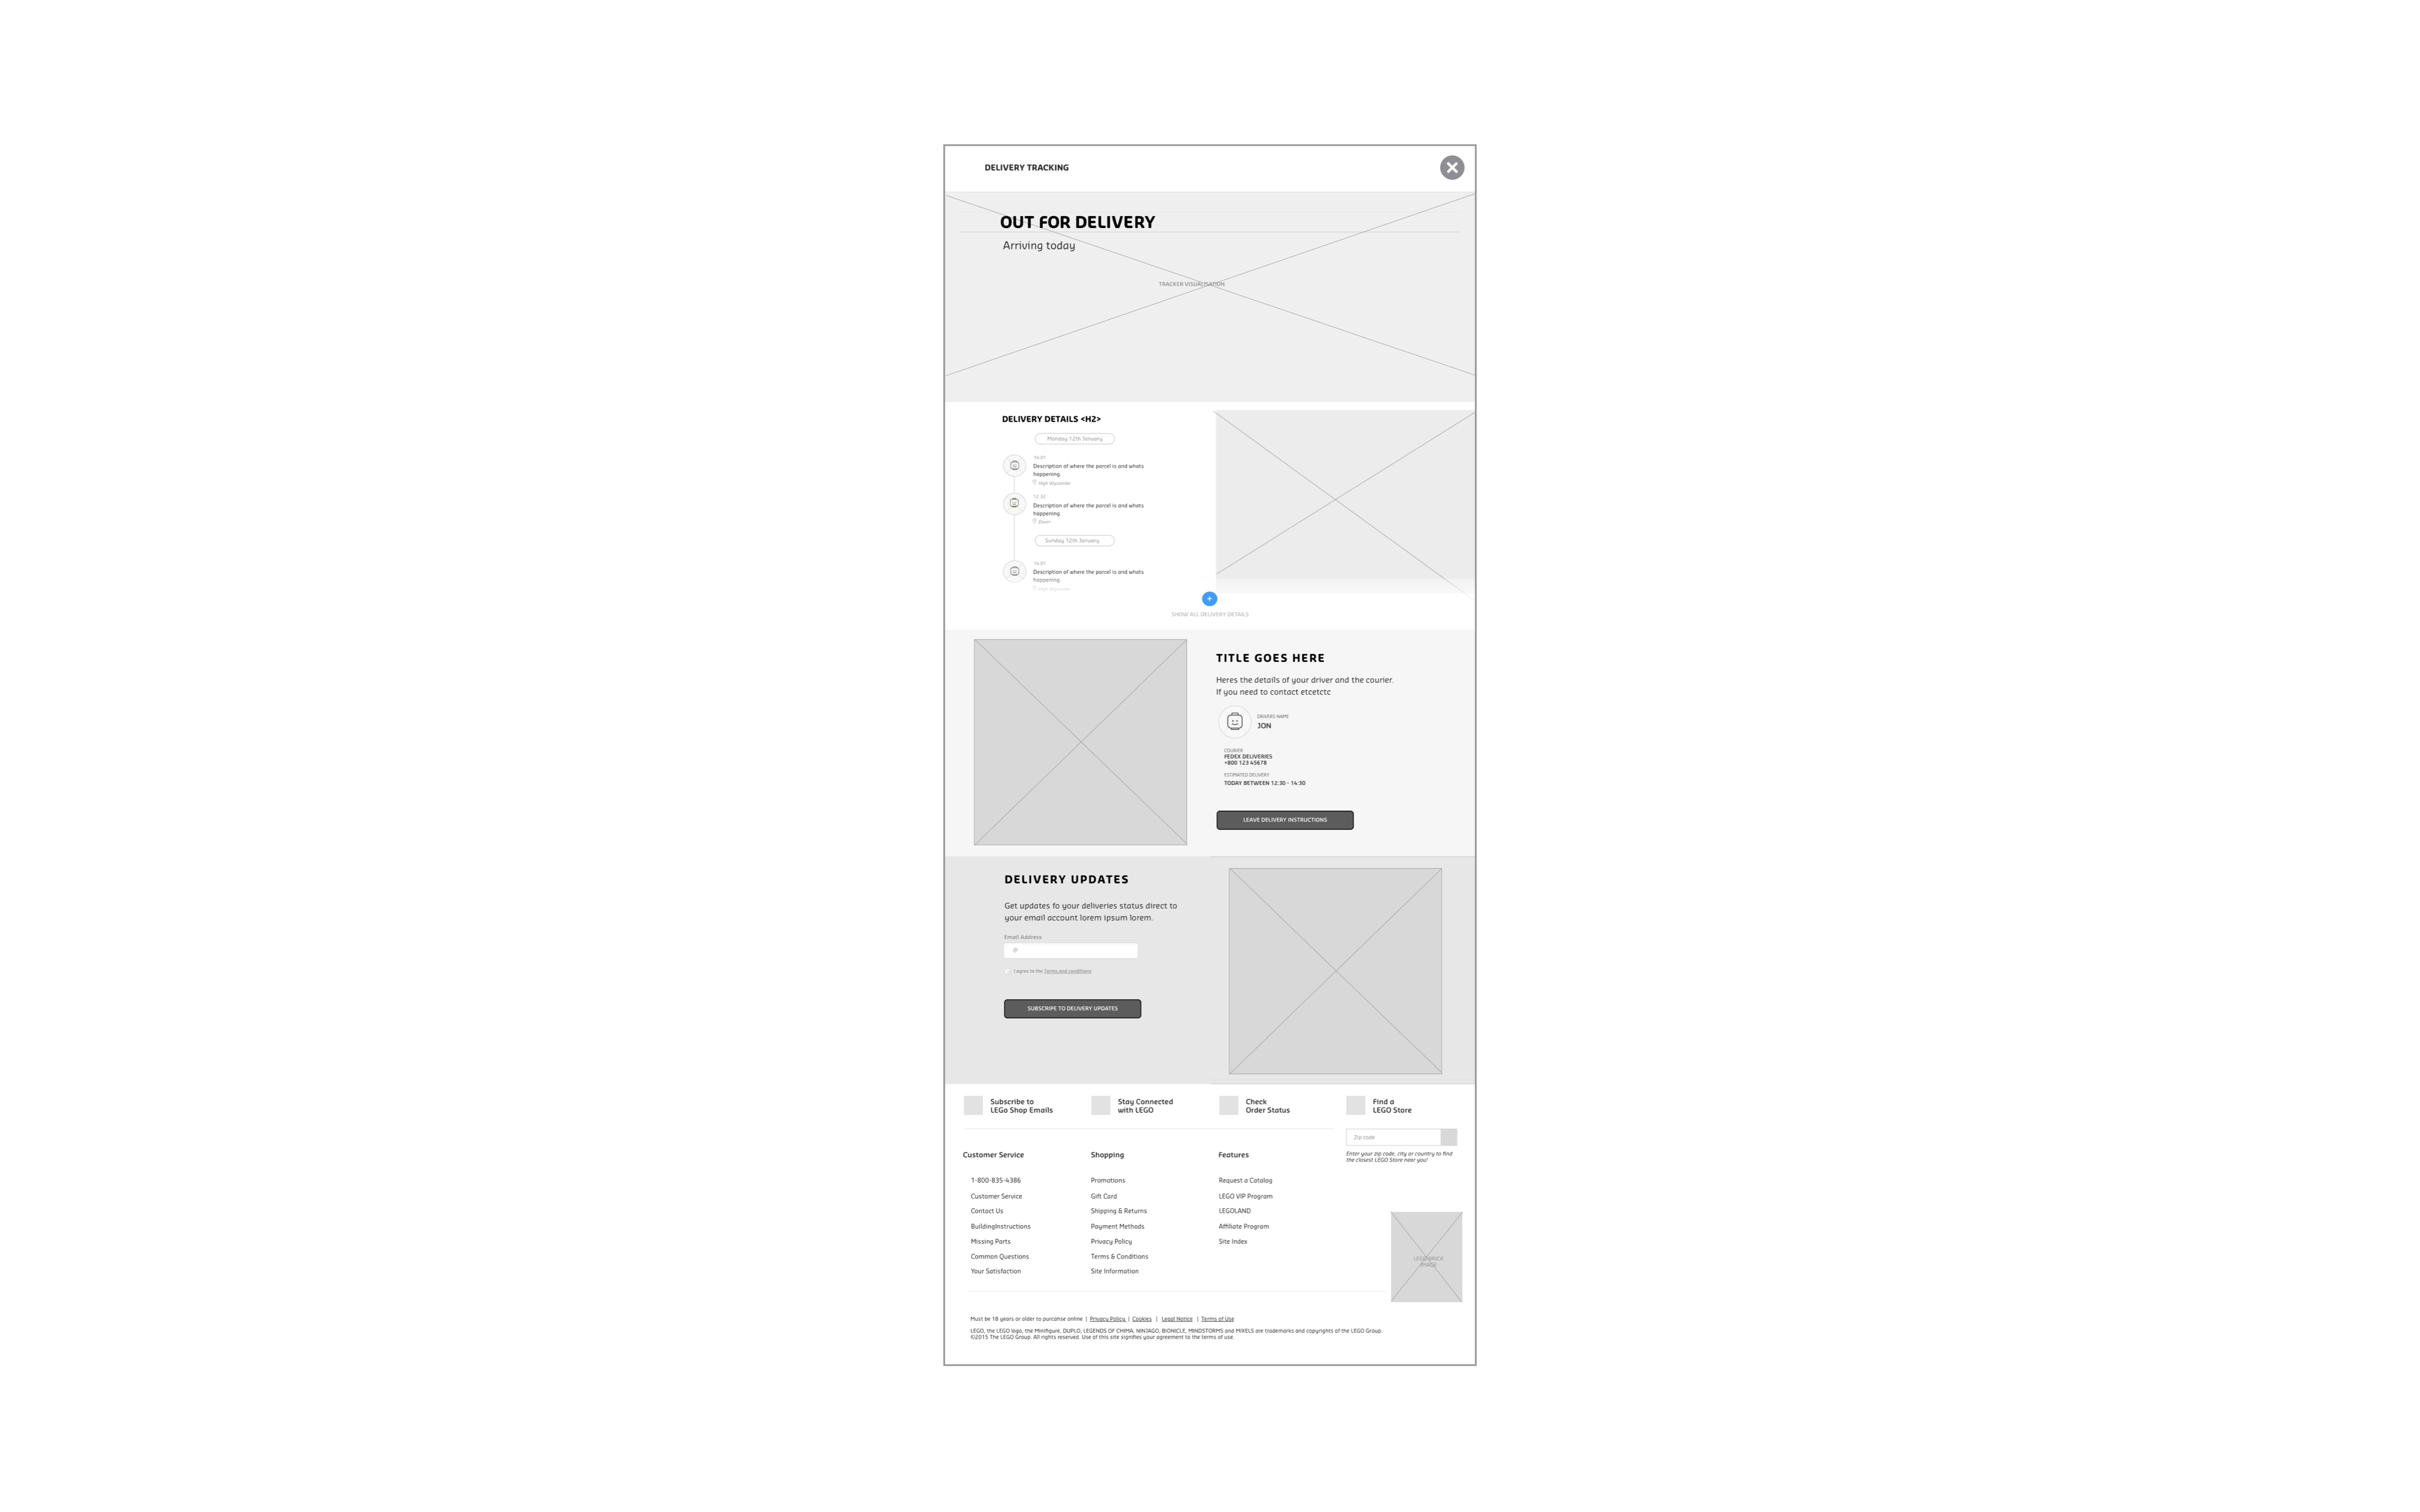 DELIVERY TRACKING
OUT FOR DELIVERY
Arriving today
TRACKER VISUALISATION
DELIVERY DETAILS <H2>
Monday 12th January
14:01
Description of where the parcel is and whats
happening.
High Wycombe
12:32
Description of where the parcel is and whats
happening.
Dover
Sunday 12th January
14:01
Description of where the parcel is and whats
happening.
High Wycombe
SHOW ALL DELIVERY DETAILS
TITLE GOES HERE
Heres the details of your driver and the courier.
If you need to contact etcetctc
DRIVERS NAME
JON
COURIER
FEDEX DELIVERIES
+800 123 45678
ESTIMATED DELIVERY
TODAY BETWEEN 12:30 - 14:30
LEAVE DELIVERY INSTRUCTIONS
DELIVERY UPDATES
Get updates fo your deliveries status direct to
your email account lorem ipsum lorem.
Email Address
@
I agree to the Terms and conditions
SUBSCRIPE TO DELIVERY UPDATES
Subscribe to
LEGo Shop Emails
Stay Connected
with LEGO
Check
Order Status
Find a
LEGO Store
Zip code
Enter your zip code, city or country to find
the closest LEGO Store near you!
Customer Service
1-800-835-4386
Customer Service
Contact Us
BuildingInstructions
Missing Parts
Common Questions
Your Satisfaction
Shopping
Promotions
Gift Card
Shipping & Returns
Payment Methods
Privacy Policy
Terms & Conditions
Site Information
Features
Request a Catalog
LEGO VIP Program
LEGOLAND
Affiliate Program
Site Index
LEGO BRICK
IMAGE
Must be 18 years or older to purcahse online | Privacy Policy | Cookies | Legal Notice | Terms of Use
LEGO, the LEGO logo, the Minifigure, DUPLO, LEGENDS OF CHIMA, NINJAGO, BIONICLE, MINDSTORMS and MIXELS are trademarks and copyrights of the LEGO Group.
©2015 The LEGO Group. All rights reserved. Use of this site signifies your agreement to the terms of use.